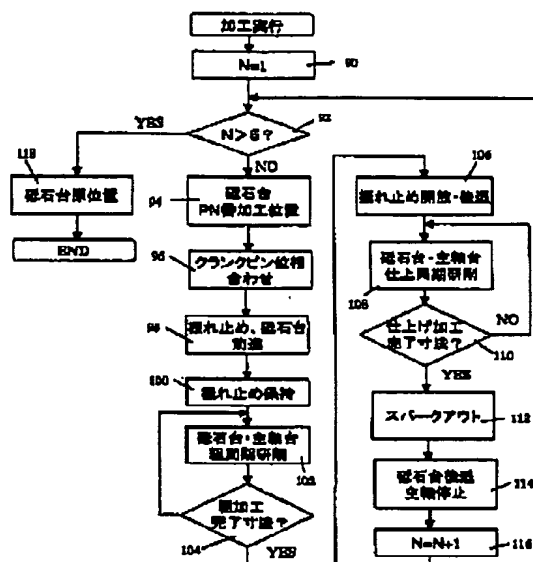 加工実行
N=1
90
N>6?
92
YES
NO
118
砥石台原位置
END
94
砥石台
PN番加工位置
96
クランクピン位相
合わせ
98
振れ止め、砥石台
前進
100
振れ止め保持
砥石台・主軸台
粗同期研削
102
粗加工
完了寸法?
104
YES
106
振れ止め開放・後退
砥石台・主軸台
仕上同期研削
108
仕上げ加工
完了寸法?
NO
110
YES
スパークアウト
112
砥石台後退
主軸停止
114
N=N+1
116